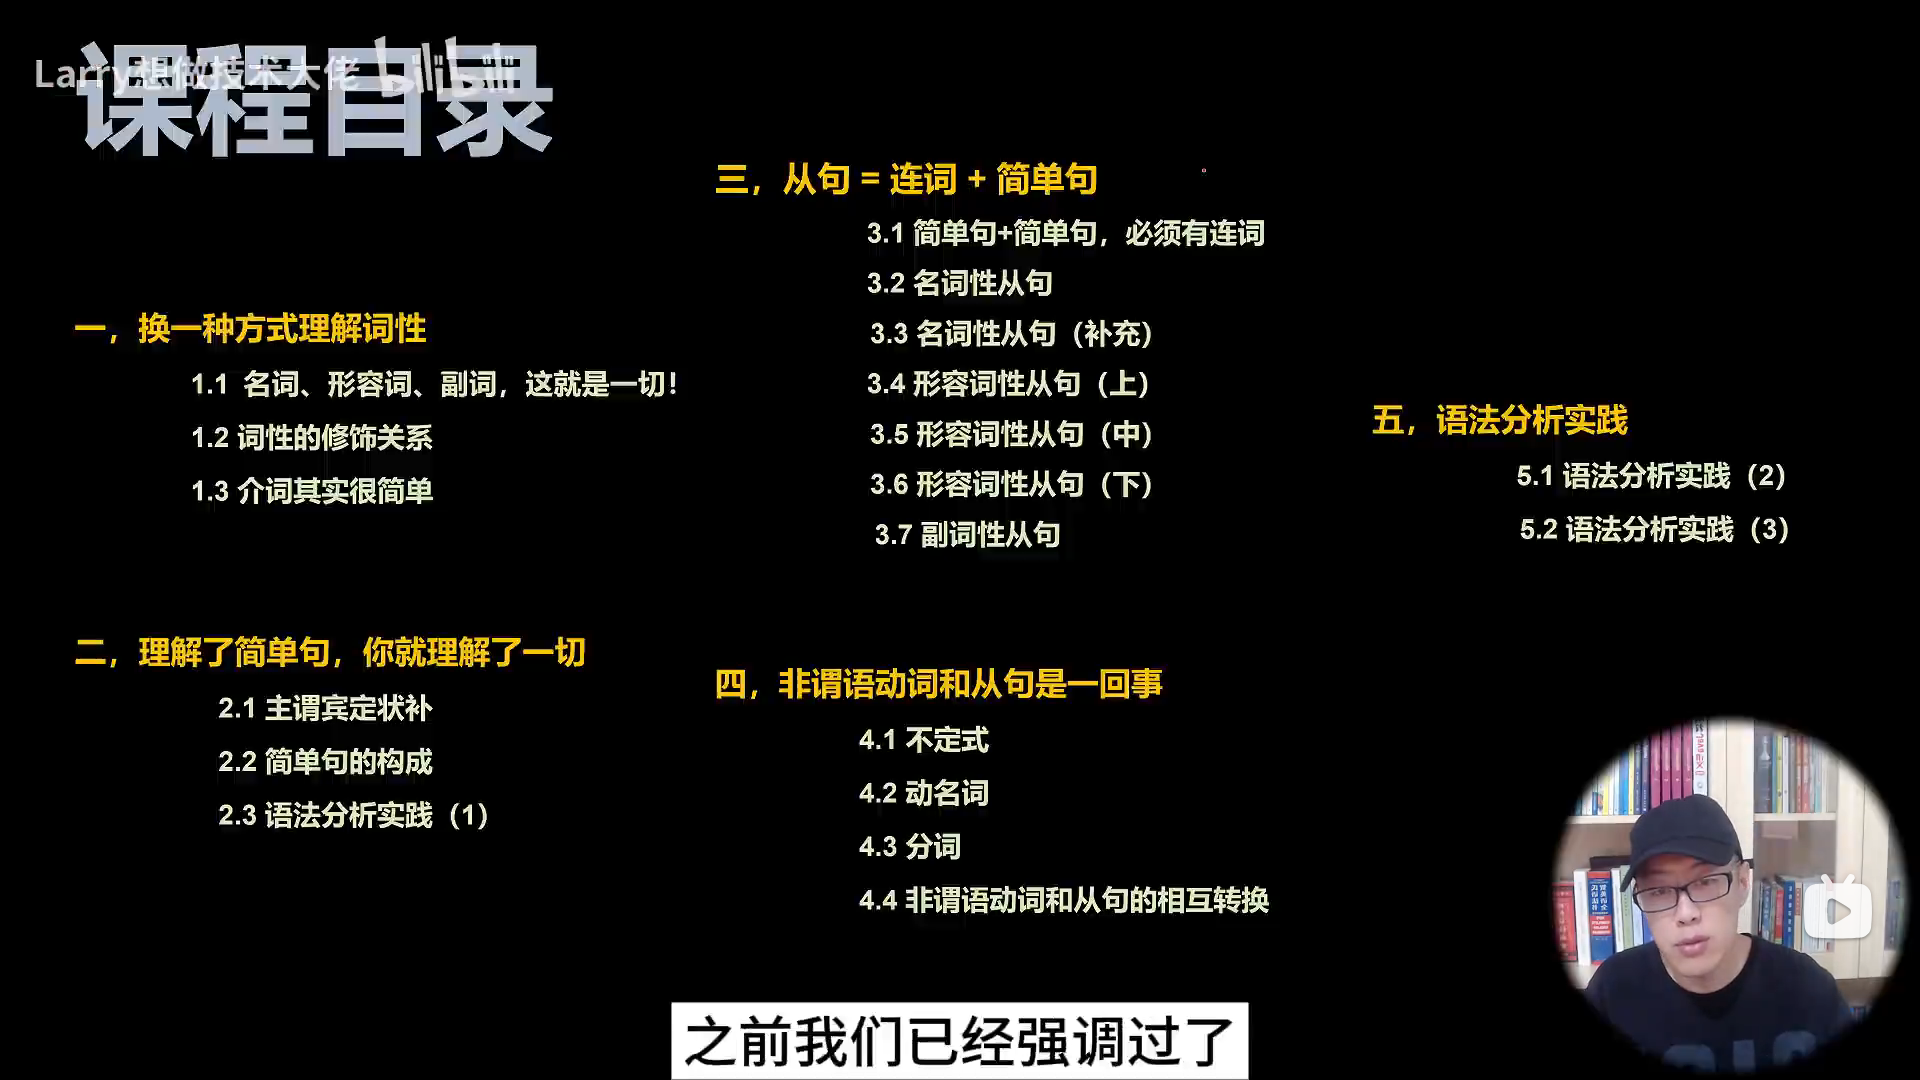 课程目录
Larry想做技术大佬 bilibili
一，换一种方式理解词性
1.1 名词、形容词、副词，这就是一切！
1.2 词性的修饰关系
1.3 介词其实很简单
二，理解了简单句，你就理解了一切
2.1 主谓宾定状补
2.2 简单句的构成
2.3 语法分析实践（1）
三，从句 = 连词 + 简单句
3.1 简单句+简单句，必须有连词
3.2 名词性从句
3.3 名词性从句（补充）
3.4 形容词性从句（上）
3.5 形容词性从句（中）
3.6 形容词性从句（下）
3.7 副词性从句
四，非谓语动词和从句是一回事
4.1 不定式
4.2 动名词
4.3 分词
4.4 非谓语动词和从句的相互转换
五，语法分析实践
5.1 语法分析实践（2）
5.2 语法分析实践（3）
之前我们已经强调过了